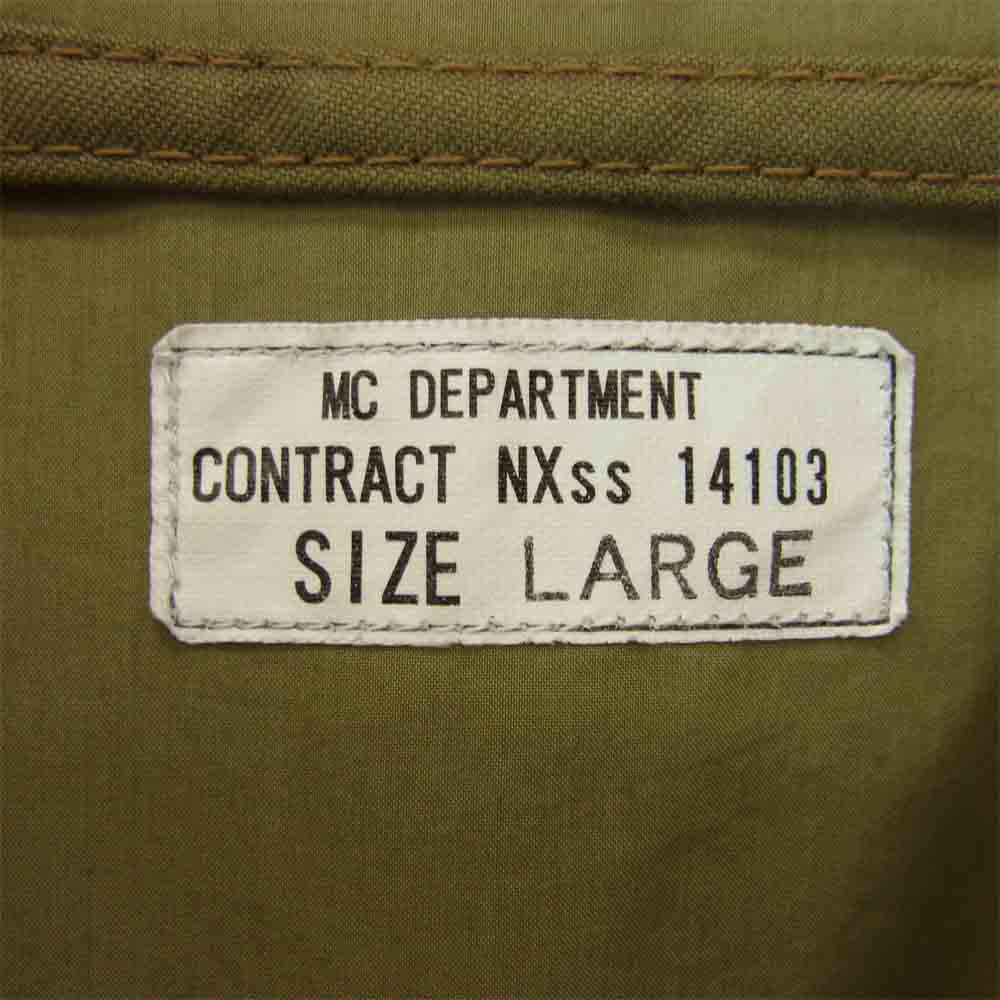 MC DEPARTMENT
CONTRACT NXss 14103
SIZE LARGE